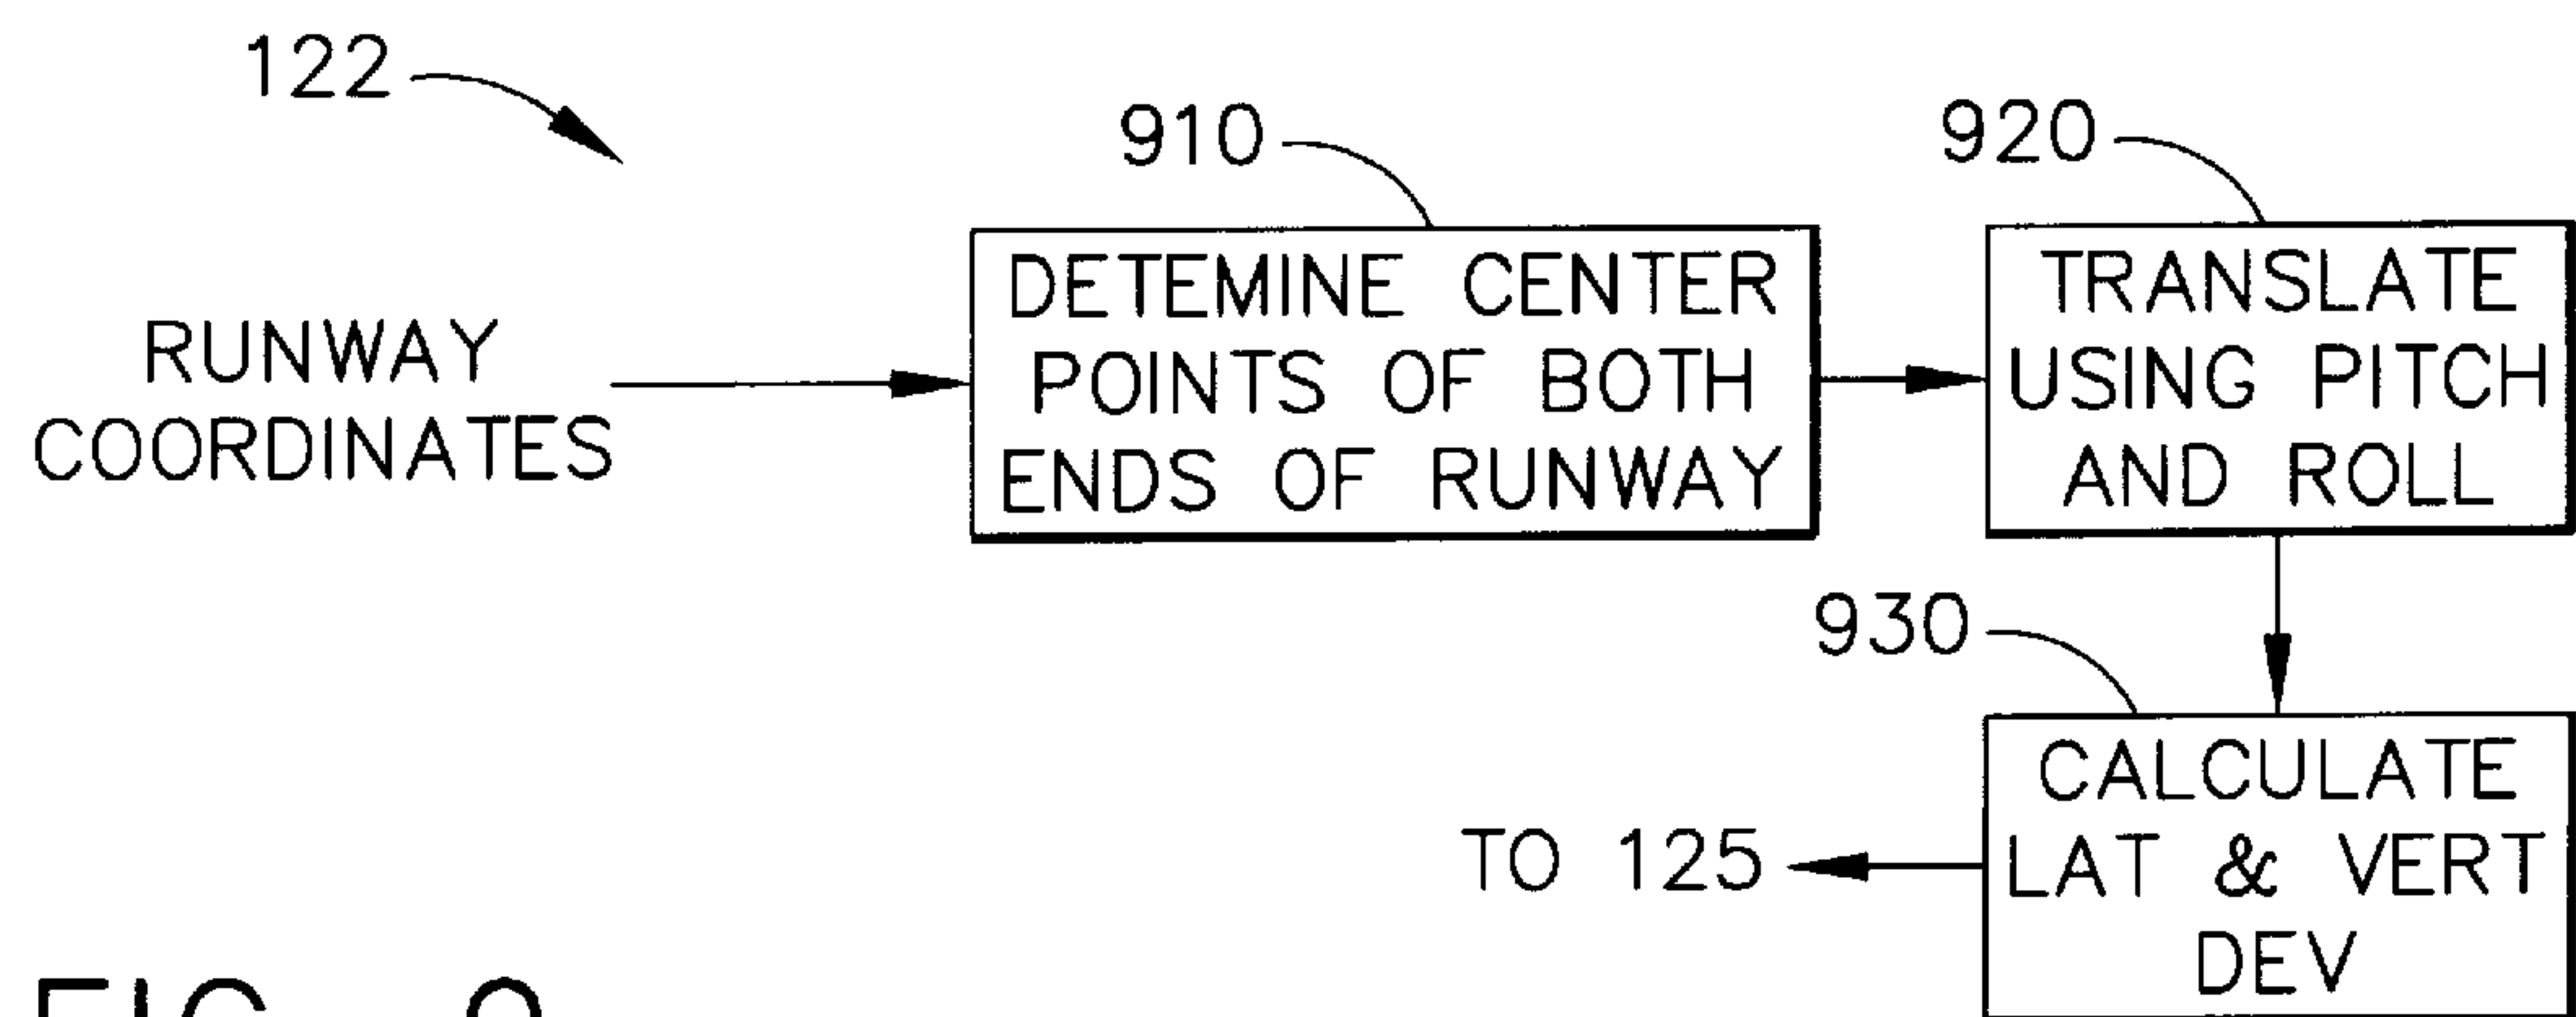 122
910
920
RUNWAY
COORDINATES
DETEMINE CENTER
POINTS OF BOTH
ENDS OF RUNWAY
TRANSLATE
USING PITCH
AND ROLL
930
CALCULATE
LAT & VERT
DEV
TO 125
FIG.